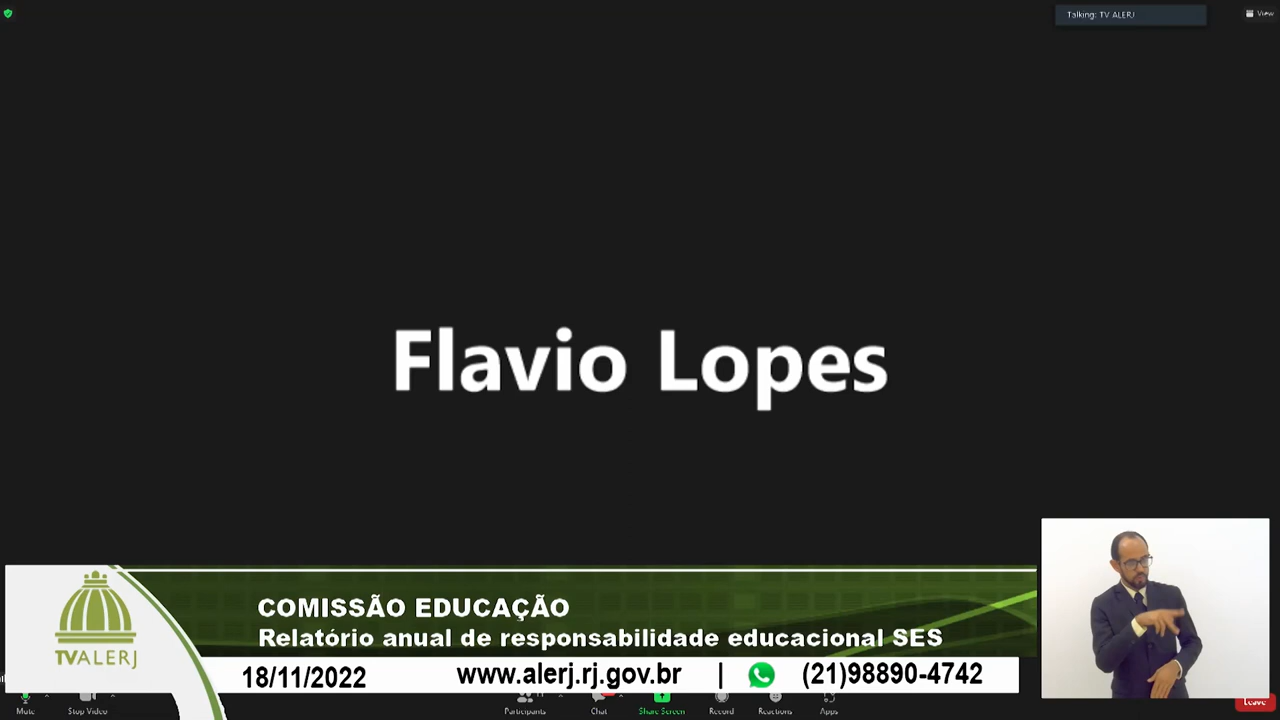 Talking: TV ALERJ
View
Flavio Lopes
COMISSÃO EDUCAÇÃO
Relatório anual de responsabilidade educacional SES
TVALERJ
18/11/2022
www.alerj.rj.gov.br | (21)98890-4742
Mute
Stop Video
Participants
Chat
Share Screen
Record
Reactions
Apps
Leave